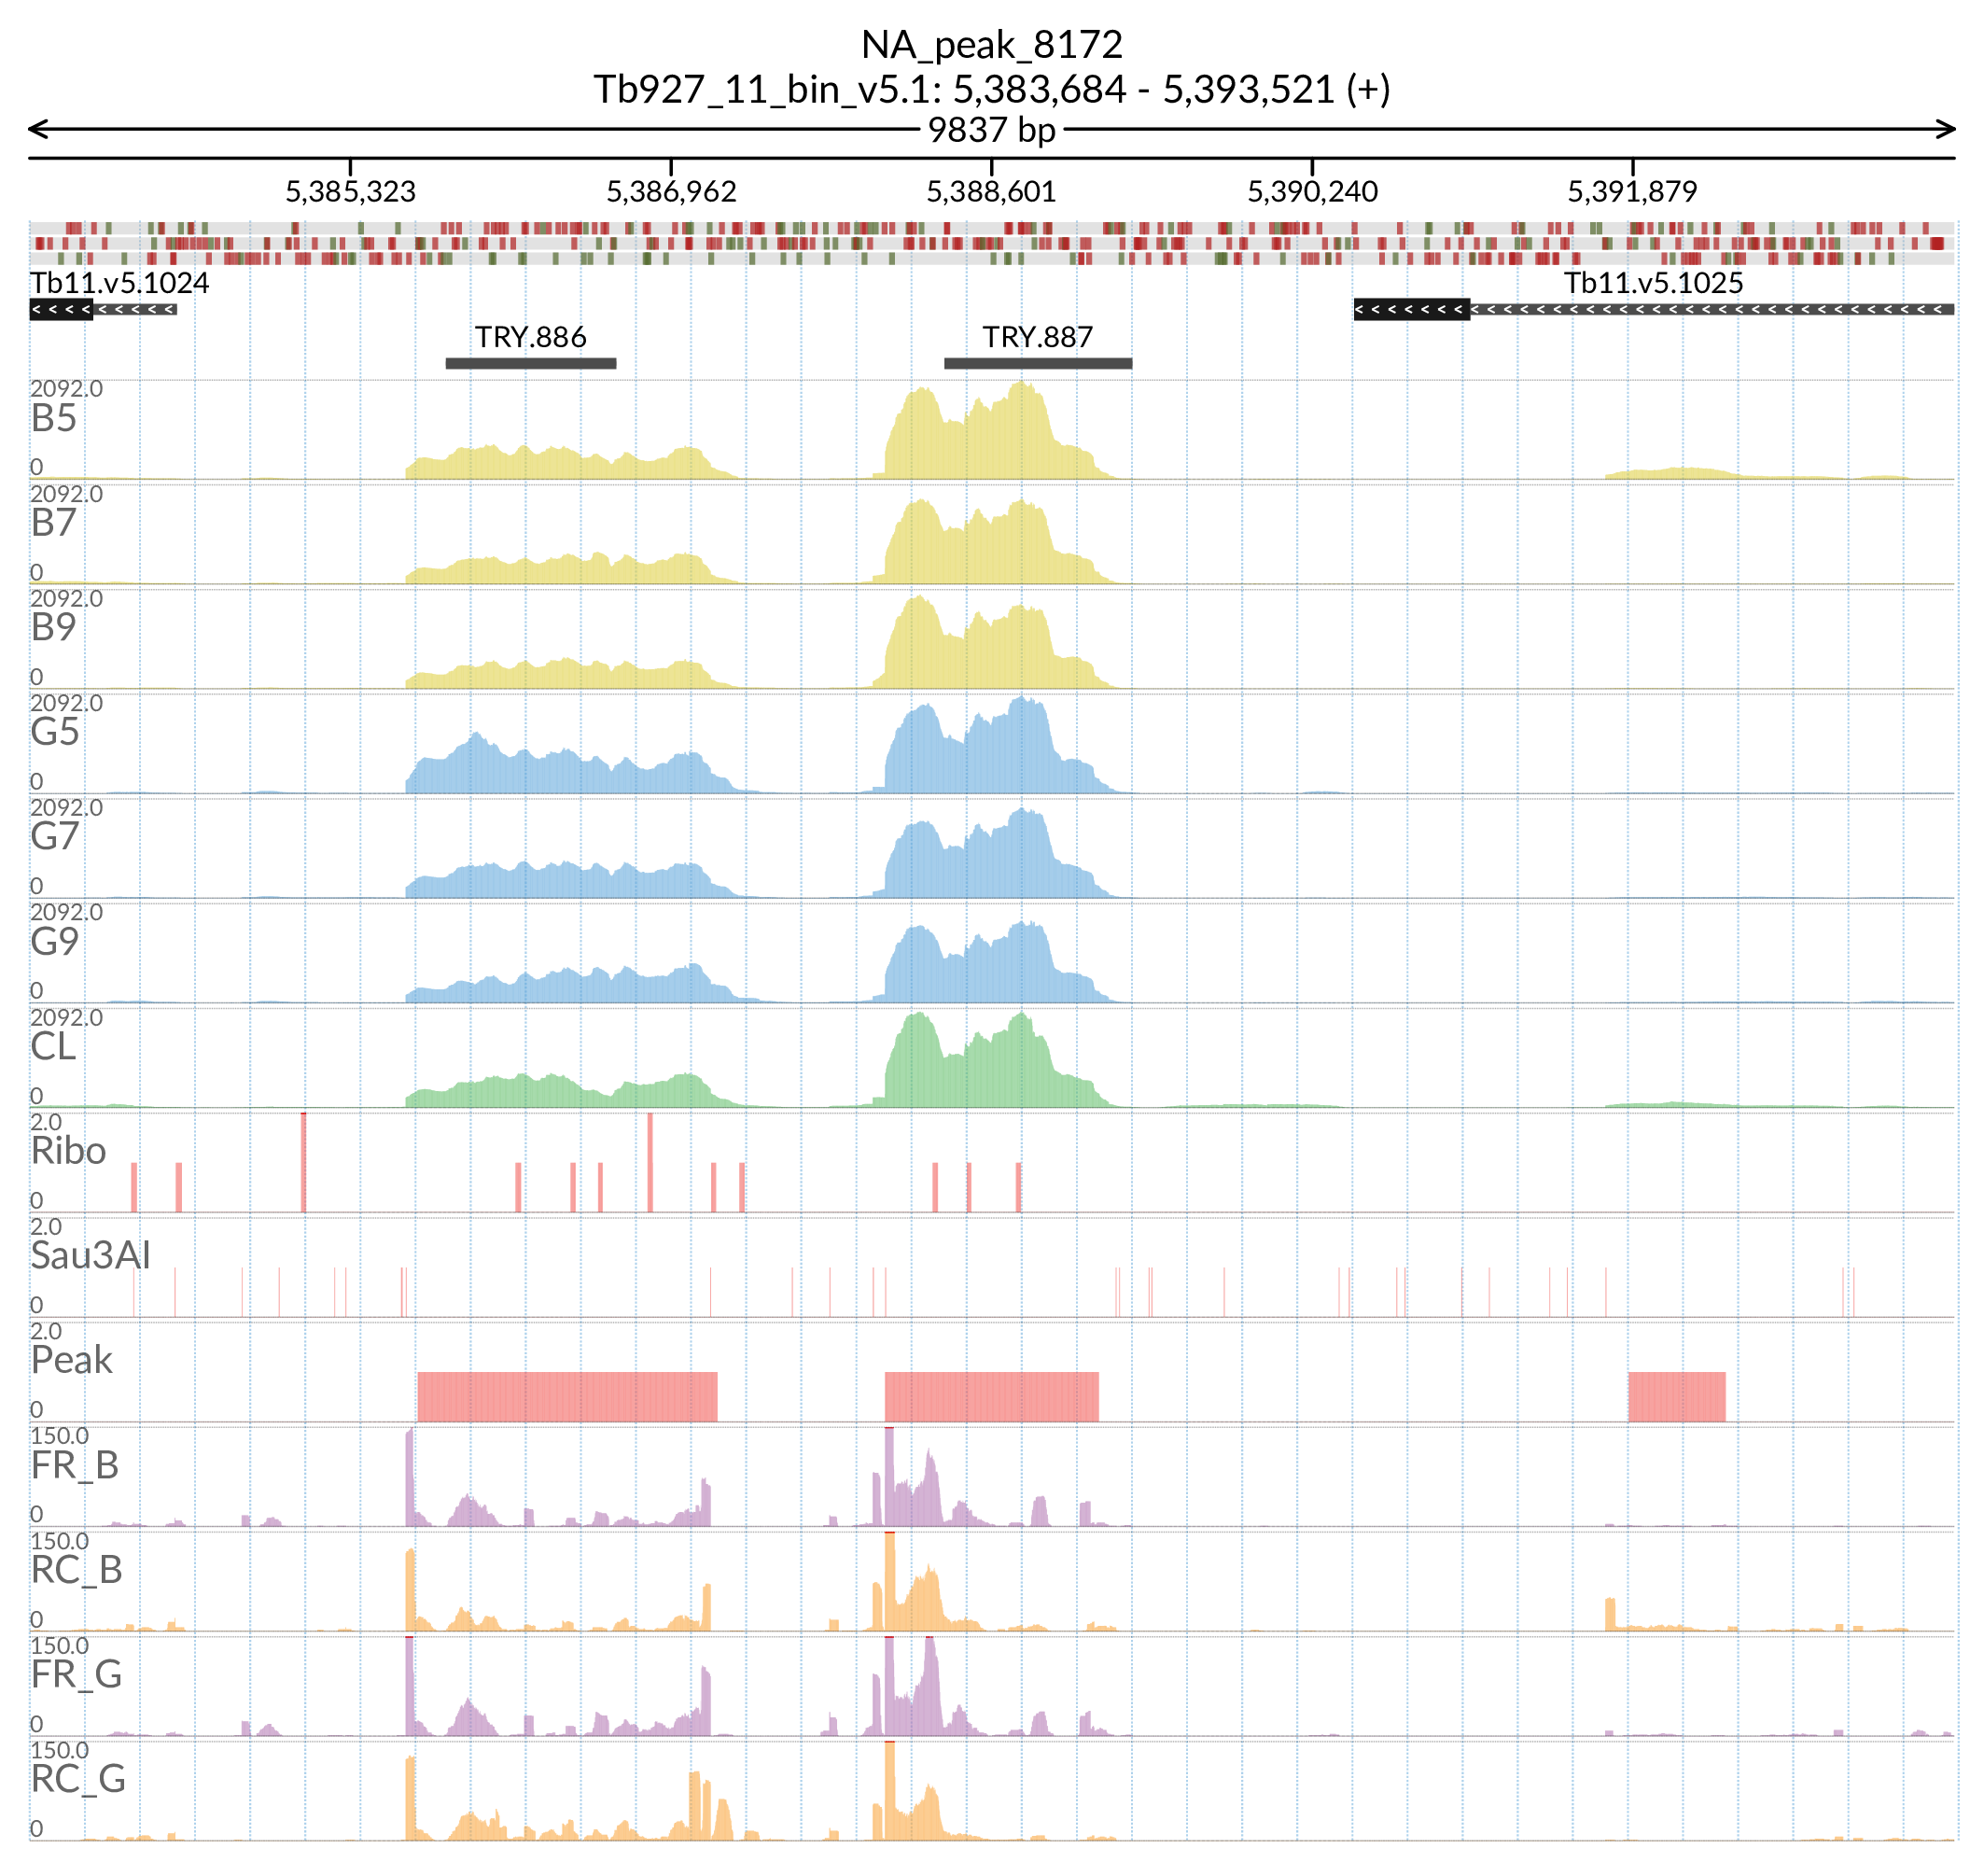 NA_peak_8172
Tb927_11_bin_v5.1: 5,383,684 - 5,393,521 (+)
9837 bp
5,385,323 5,386,962 5,388,601 5,390,240 5,391,879
Tb11.v5.1024 Tb11.v5.1025
TRY.886 TRY.887
2092.0
B5
0
2092.0
B7
0
2092.0
B9
0
2092.0
G5
0
2092.0
G7
0
2092.0
G9
0
2092.0
CL
0
2.0
Ribo
0
2.0
Sau3AI
0
2.0
Peak
0
150.0
FR_B
0
150.0
RC_B
0
150.0
FR_G
0
150.0
RC_G
0